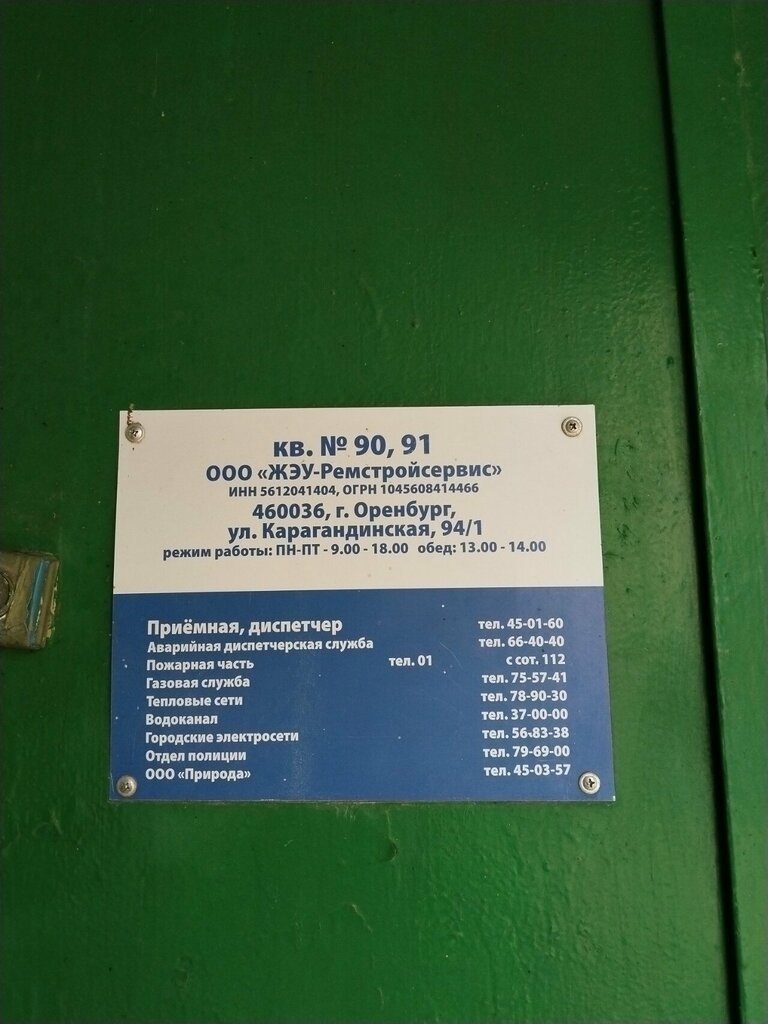 кв. № 90, 91
ООО «ЖЭУ-Ремстройсервис»
ИНН 5612041404, ОГРН 1045608414466
460036, г. Оренбург,
ул. Карагандинская, 94/1
режим работы: ПН-ПТ - 9.00 - 18.00 обед: 13.00 - 14.00
Приёмная, диспетчер тел. 45-01-60
Аварийная диспетчерская служба тел. 66-40-40
Пожарная часть тел. 01 с сот. 112
Газовая служба тел. 75-57-41
Тепловые сети тел. 78-90-30
Водоканал тел. 37-00-00
Городские электросети тел. 56-83-38
Отдел полиции тел. 79-69-00
ООО «Природа» тел. 45-03-57